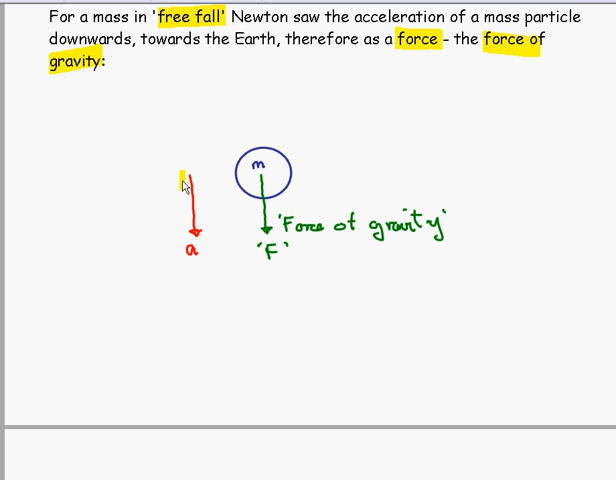 For a mass in 'free fall' Newton saw the acceleration of a mass particle
downwards, towards the Earth, therefore as a force - the force of
gravity:
m
'Force of gravity'
a
'F'